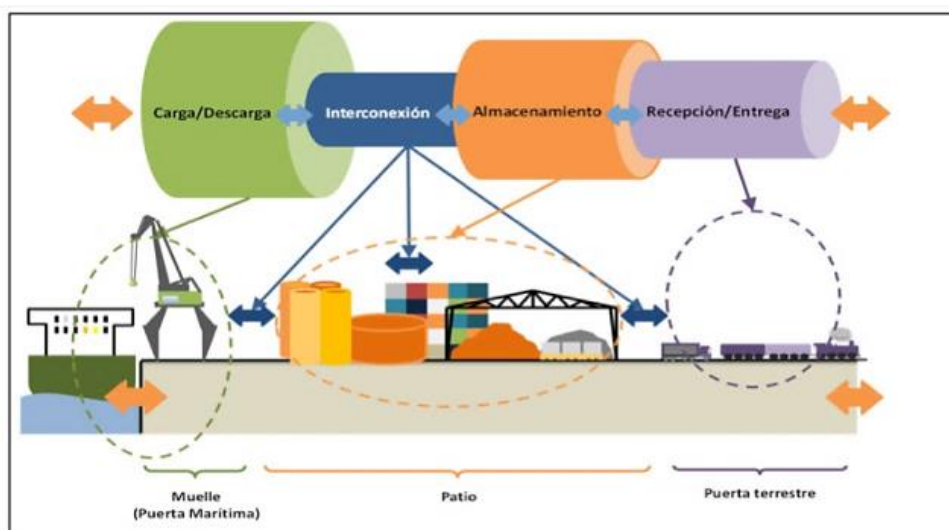 Carga/Descarga
Interconexión
Almacenamiento
Recepción/Entrega
Muelle
(Puerta Marítima)
Patio
Puerta terrestre